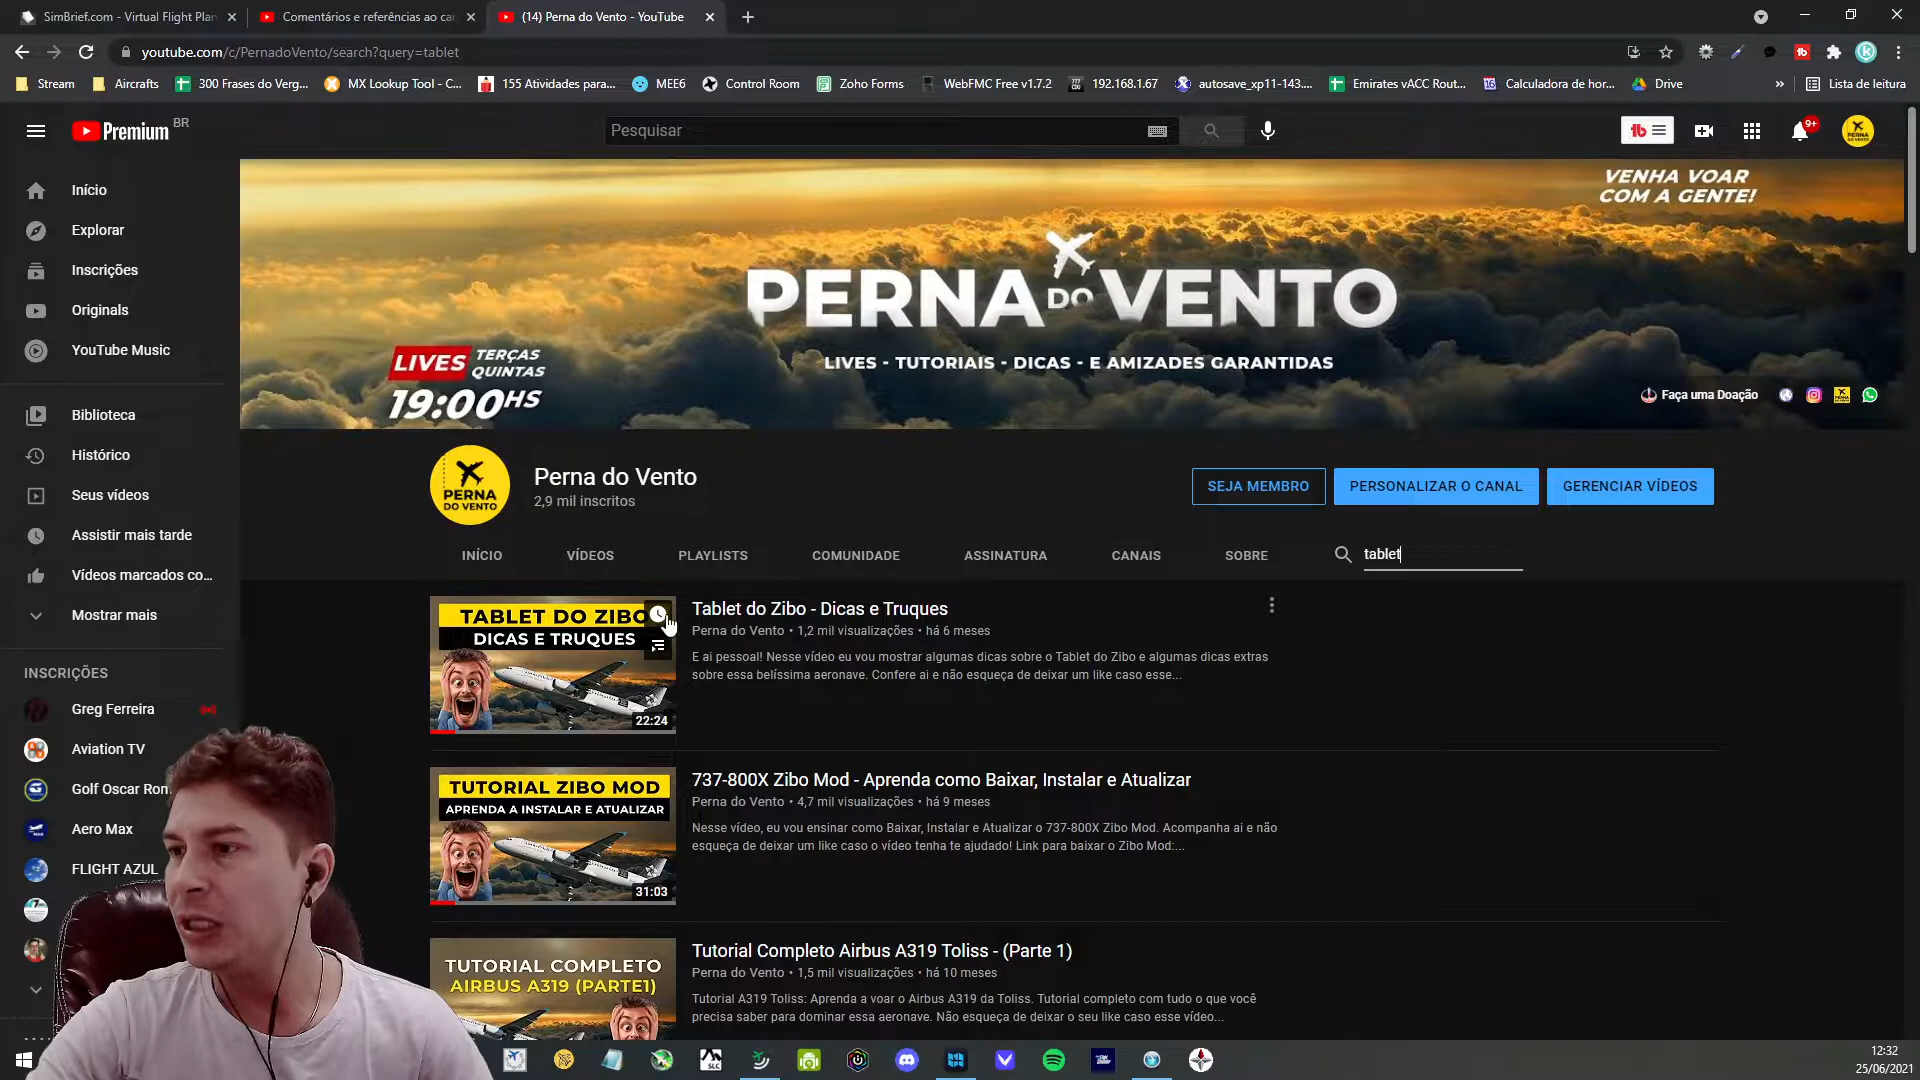 SimBrief.com - Virtual Flight Plan
Comentários e referências ao ca
(14) Perna do Vento - YouTube
youtube.com/c/PernadoVento/search?query=tablet
Stream
Aircrafts
300 Frases do Verg...
MX Lookup Tool - C...
155 Atividades para...
MEE6
Control Room
Zoho Forms
WebFMC Free v1.7.2
192.168.1.67
autosave_xp11-143....
Emirates vACC Rout...
Calculadora de hor...
Drive
»
Lista de leitura
Premium BR
Pesquisar
tb
9+
Início
Explorar
Inscrições
Originals
YouTube Music
Biblioteca
Histórico
Seus vídeos
Assistir mais tarde
Vídeos marcados co...
Mostrar mais
INSCRIÇÕES
Greg Ferreira
Aviation TV
Golf Oscar Ron
Aero Max
FLIGHT AZUL
VENHA VOAR
COM A GENTE!
PERNA DO VENTO
LIVES - TUTORIAIS - DICAS - E AMIZADES GARANTIDAS
LIVES TERÇAS
QUINTAS
19:00HS
Faça uma Doação
PERNA
DO VENTO
Perna do Vento
2,9 mil inscritos
SEJA MEMBRO
PERSONALIZAR O CANAL
GERENCIAR VÍDEOS
INÍCIO
VÍDEOS
PLAYLISTS
COMUNIDADE
ASSINATURA
CANAIS
SOBRE
tablet
TABLET DO ZIBO
DICAS E TRUQUES
22:24
Tablet do Zibo - Dicas e Truques
Perna do Vento • 1,2 mil visualizações • há 6 meses
E ai pessoal! Nesse vídeo eu vou mostrar algumas dicas sobre o Tablet do Zibo e algumas dicas extras
sobre essa belíssima aeronave. Confere ai e não esqueça de deixar um like caso esse...
TUTORIAL ZIBO MOD
APRENDA A INSTALAR E ATUALIZAR
31:03
737-800X Zibo Mod - Aprenda como Baixar, Instalar e Atualizar
Perna do Vento • 4,7 mil visualizações • há 9 meses
Nesse vídeo, eu vou ensinar como Baixar, Instalar e Atualizar o 737-800X Zibo Mod. Acompanha ai e não
esqueça de deixar um like caso o vídeo tenha te ajudado! Link para baixar o Zibo Mod:...
TUTORIAL COMPLETO
AIRBUS A319 (PARTE1)
Tutorial Completo Airbus A319 Toliss - (Parte 1)
Perna do Vento • 1,5 mil visualizações • há 10 meses
Tutorial A319 Toliss: Aprenda a voar o Airbus A319 da Toliss. Tutorial completo com tudo o que você
precisa saber para dominar essa aeronave. Não esqueça de deixar o seu like caso esse vídeo...
SLC
12:32
25/06/2021